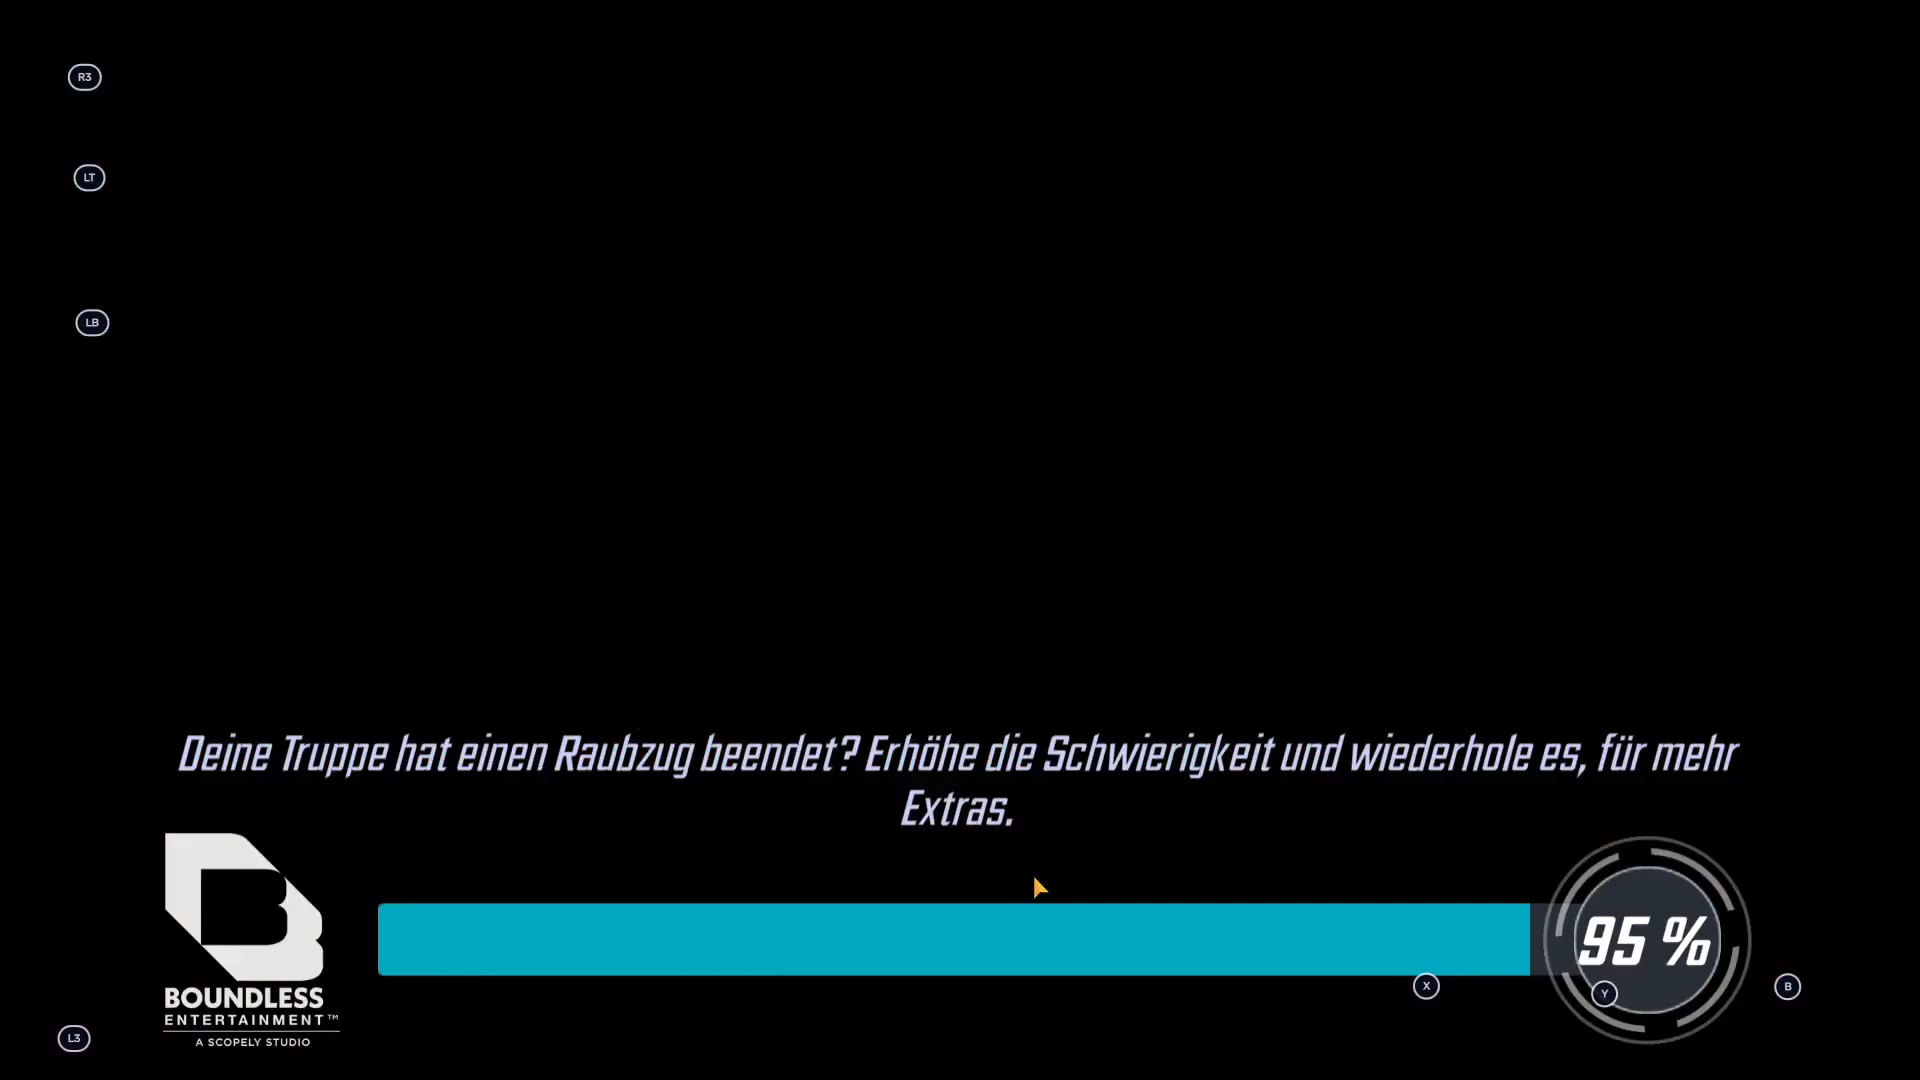 R3
LT
LB
Deine Truppe hat einen Raubzug beendet? Erhöhe die Schwierigkeit und wiederhole es, für mehr
Extras.
95 %
X
Y
B
BOUNDLESS
ENTERTAINMENT™
A SCOPELY STUDIO
L3